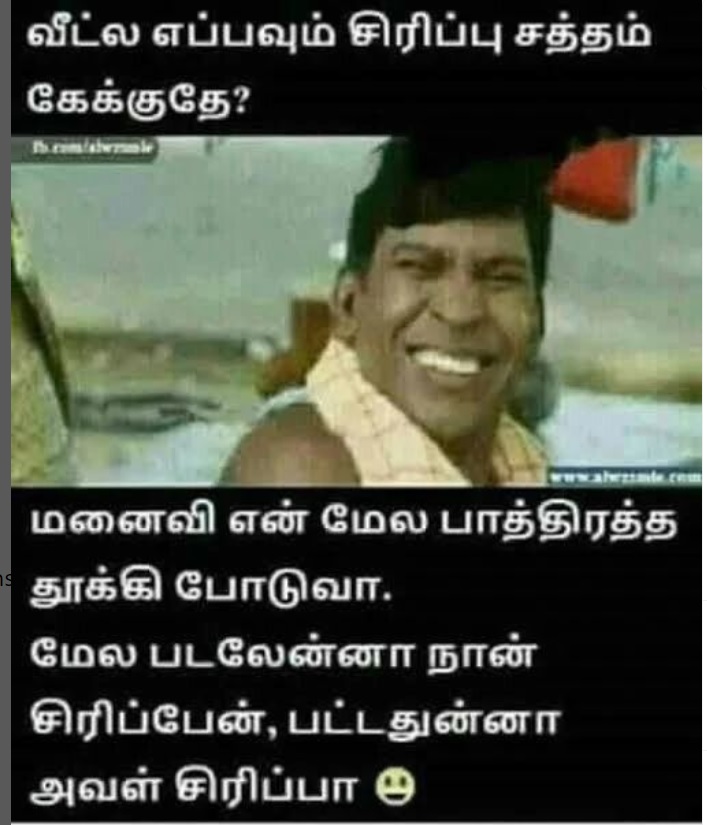 வீட்ல எப்பவும் சிரிப்பு சத்தம்
கேக்குதே?
மனைவி என் மேல பாத்திரத்த
தூக்கி போடுவா.
மேல படலேன்னா நான்
சிரிப்பேன், பட்டதுன்னா
அவள் சிரிப்பா 😃